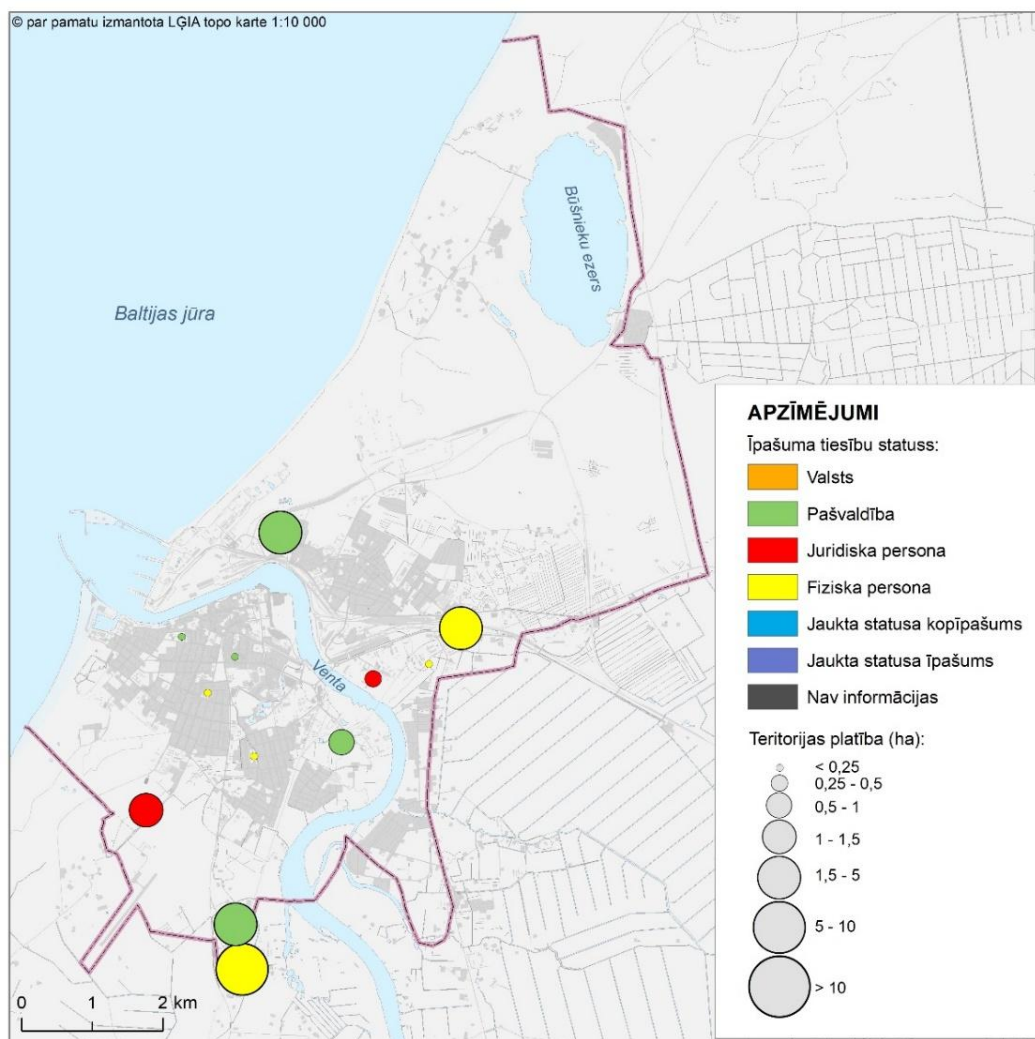 © par pamatu izmantota LĢIA topo karte 1:10 000
Būšnieku ezers
Baltijas jūra
Venta
APZĪMĒJUMI
Īpašuma tiesību statuss:
Valsts
Pašvaldība
Juridiska persona
Fiziska persona
Jaukta statusa kopīpašums
Jaukta statusa īpašums
Nav informācijas
Teritorijas platība (ha):
< 0,25
0,25 - 0,5
0,5 - 1
1 - 1,5
1,5 - 5
5 - 10
> 10
0 1 2 km